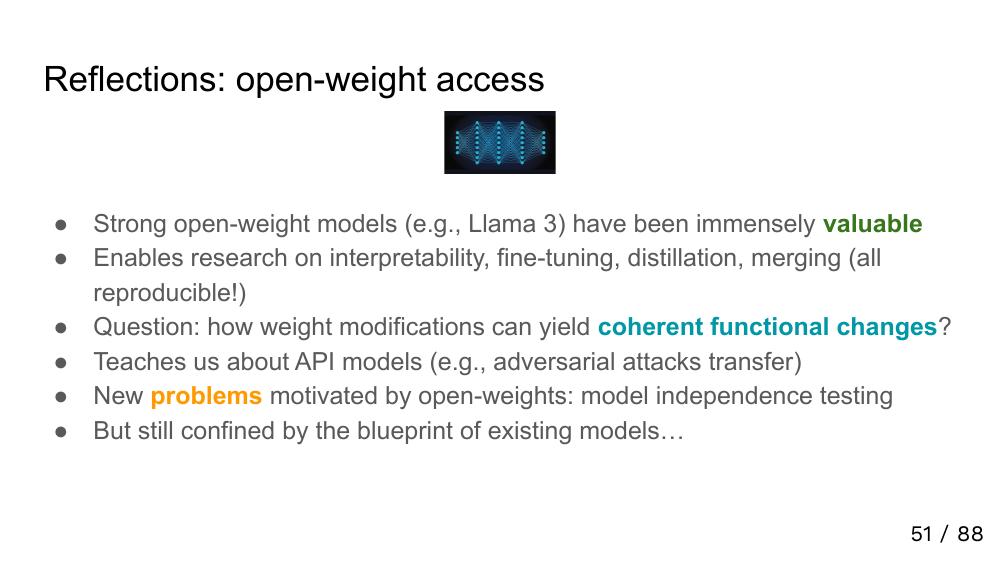 Reflections: open-weight access
● Strong open-weight models (e.g., Llama 3) have been immensely valuable
● Enables research on interpretability, fine-tuning, distillation, merging (all
reproducible!)
● Question: how weight modifications can yield coherent functional changes?
● Teaches us about API models (e.g., adversarial attacks transfer)
● New problems motivated by open-weights: model independence testing
● But still confined by the blueprint of existing models…
51 / 88